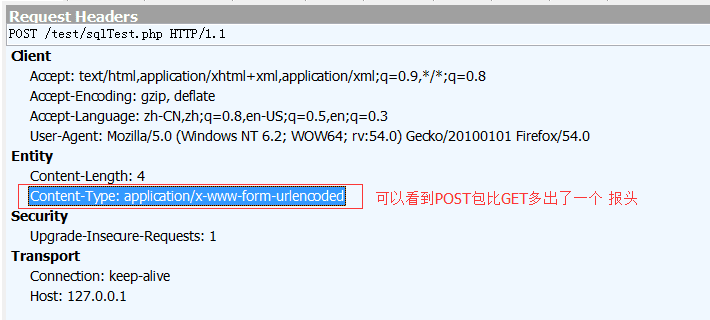 Request Headers
POST /test/sqlTest.php HTTP/1.1
Client
Accept: text/html,application/xhtml+xml,application/xml;q=0.9,*/*;q=0.8
Accept-Encoding: gzip, deflate
Accept-Language: zh-CN,zh;q=0.8,en-US;q=0.5,en;q=0.3
User-Agent: Mozilla/5.0 (Windows NT 6.2; WOW64; rv:54.0) Gecko/20100101 Firefox/54.0
Entity
Content-Length: 4
Content-Type: application/x-www-form-urlencoded 可以看到POST包比GET多出了一个 报头
Security
Upgrade-Insecure-Requests: 1
Transport
Connection: keep-alive
Host: 127.0.0.1